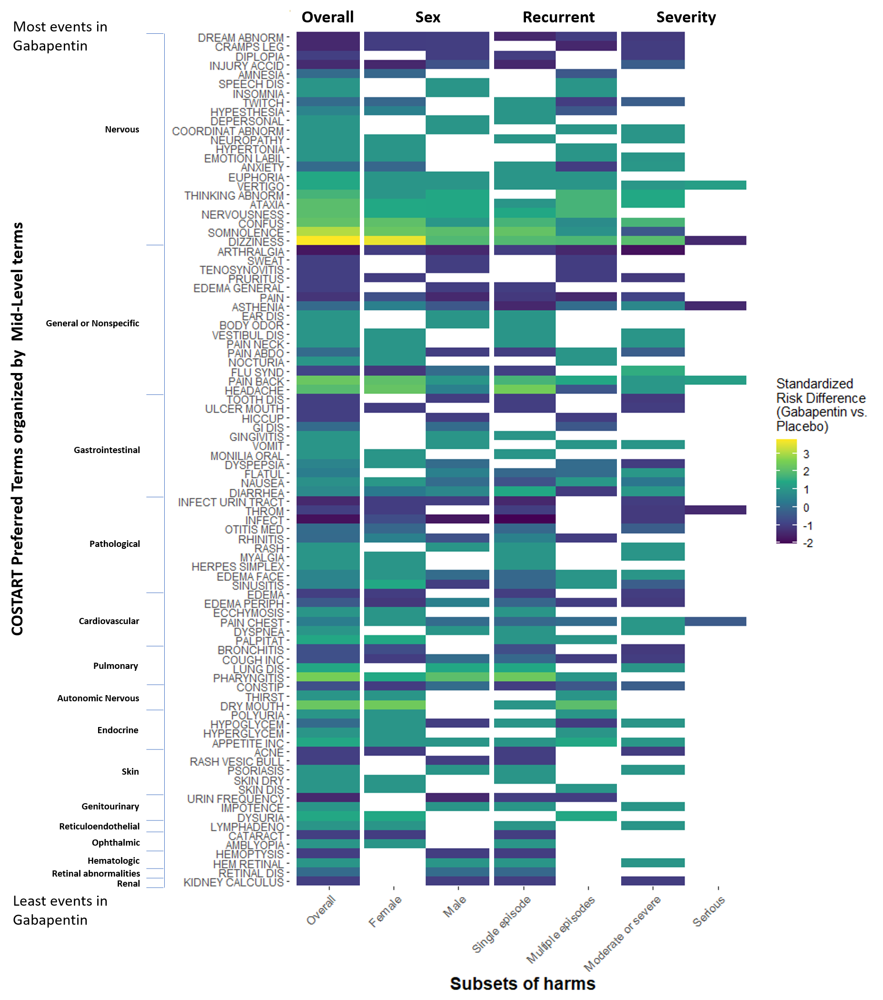 Overall Sex Recurrent Severity
Most events in
Gabapentin
COSTART Preferred Terms organized by Mid-Level terms
Nervous
General or Nonspecific
Gastrointestinal
Pathological
Cardiovascular
Pulmonary
Autonomic Nervous
Endocrine
Skin
Genitourinary
Reticuloendothelial
Ophthalmic
Hematologic
Retinal abnormalities
Renal
DREAM ABNORM
CRAMPS LEG
DIPLOPIA
INJURY ACCID
AMNESIA
SPEECH DIS
INSOMNIA
TWITCH
HYPESTHESIA
DEPERSONAL
COORDINAT ABNORM
NEUROPATHY
HYPERTONIA
EMOTION LABIL
ANXIETY
EUPHORIA
VERTIGO
THINKING ABNORM
ATAXIA
NERVOUSNESS
CONFUS
SOMNOLENCE
DIZZINESS
ARTHRALGIA
SWEAT
TENOSYNOVITIS
PRURITUS
EDEMA GENERAL
PAIN
ASTHENIA
EAR DIS
BODY ODOR
VESTIBUL DIS
PAIN NECK
PAIN ABDO
NOCTURIA
FLU SYND
PAIN BACK
HEADACHE
TOOTH DIS
ULCER MOUTH
HICCUP
GI DIS
GINGIVITIS
VOMIT
MONILIA ORAL
DYSPEPSIA
FLATUL
NAUSEA
DIARRHEA
INFECT URIN TRACT
THROM
INFECT
OTITIS MED
RHINITIS
RASH
MYALGIA
HERPES SIMPLEX
EDEMA FACE
SINUSITIS
EDEMA
EDEMA PERIPH
ECCHYMOSIS
PAIN CHEST
DYSPNEA
PALPITAT
BRONCHITIS
COUGH INC
LUNG DIS
PHARYNGITIS
CONSTIP
THIRST
DRY MOUTH
POLYURIA
HYPOGLYCEM
HYPERGLYCEM
APPETITE INC
ACNE
RASH VESIC BULL
PSORIASIS
SKIN DRY
SKIN DIS
URIN FREQUENCY
IMPOTENCE
DYSURIA
LYMPHADENO
CATARACT
AMBLYOPIA
HEMOPTYSIS
HEM RETINAL
RETINAL DIS
KIDNEY CALCULUS
Least events in
Gabapentin
Overall
Female
Male
Single episode
Multiple episodes
Moderate or severe
Serious
Subsets of harms
Standardized
Risk Difference
(Gabapentin vs.
Placebo)
3
2
1
0
-1
-2